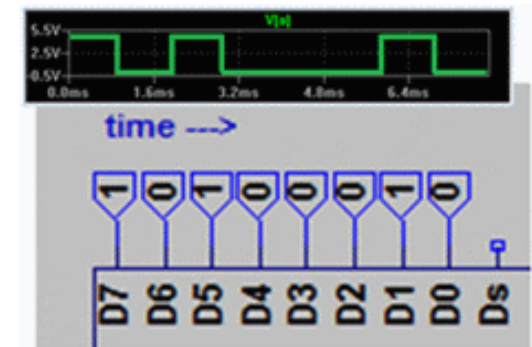 V[a]
5.5V
2.5V
-0.5V
0.0ms 1.6ms 3.2ms 4.8ms 6.4ms
time --->
1 0 1 0 0 0 1 0
D7 D6 D5 D4 D3 D2 D1 D0 Ds